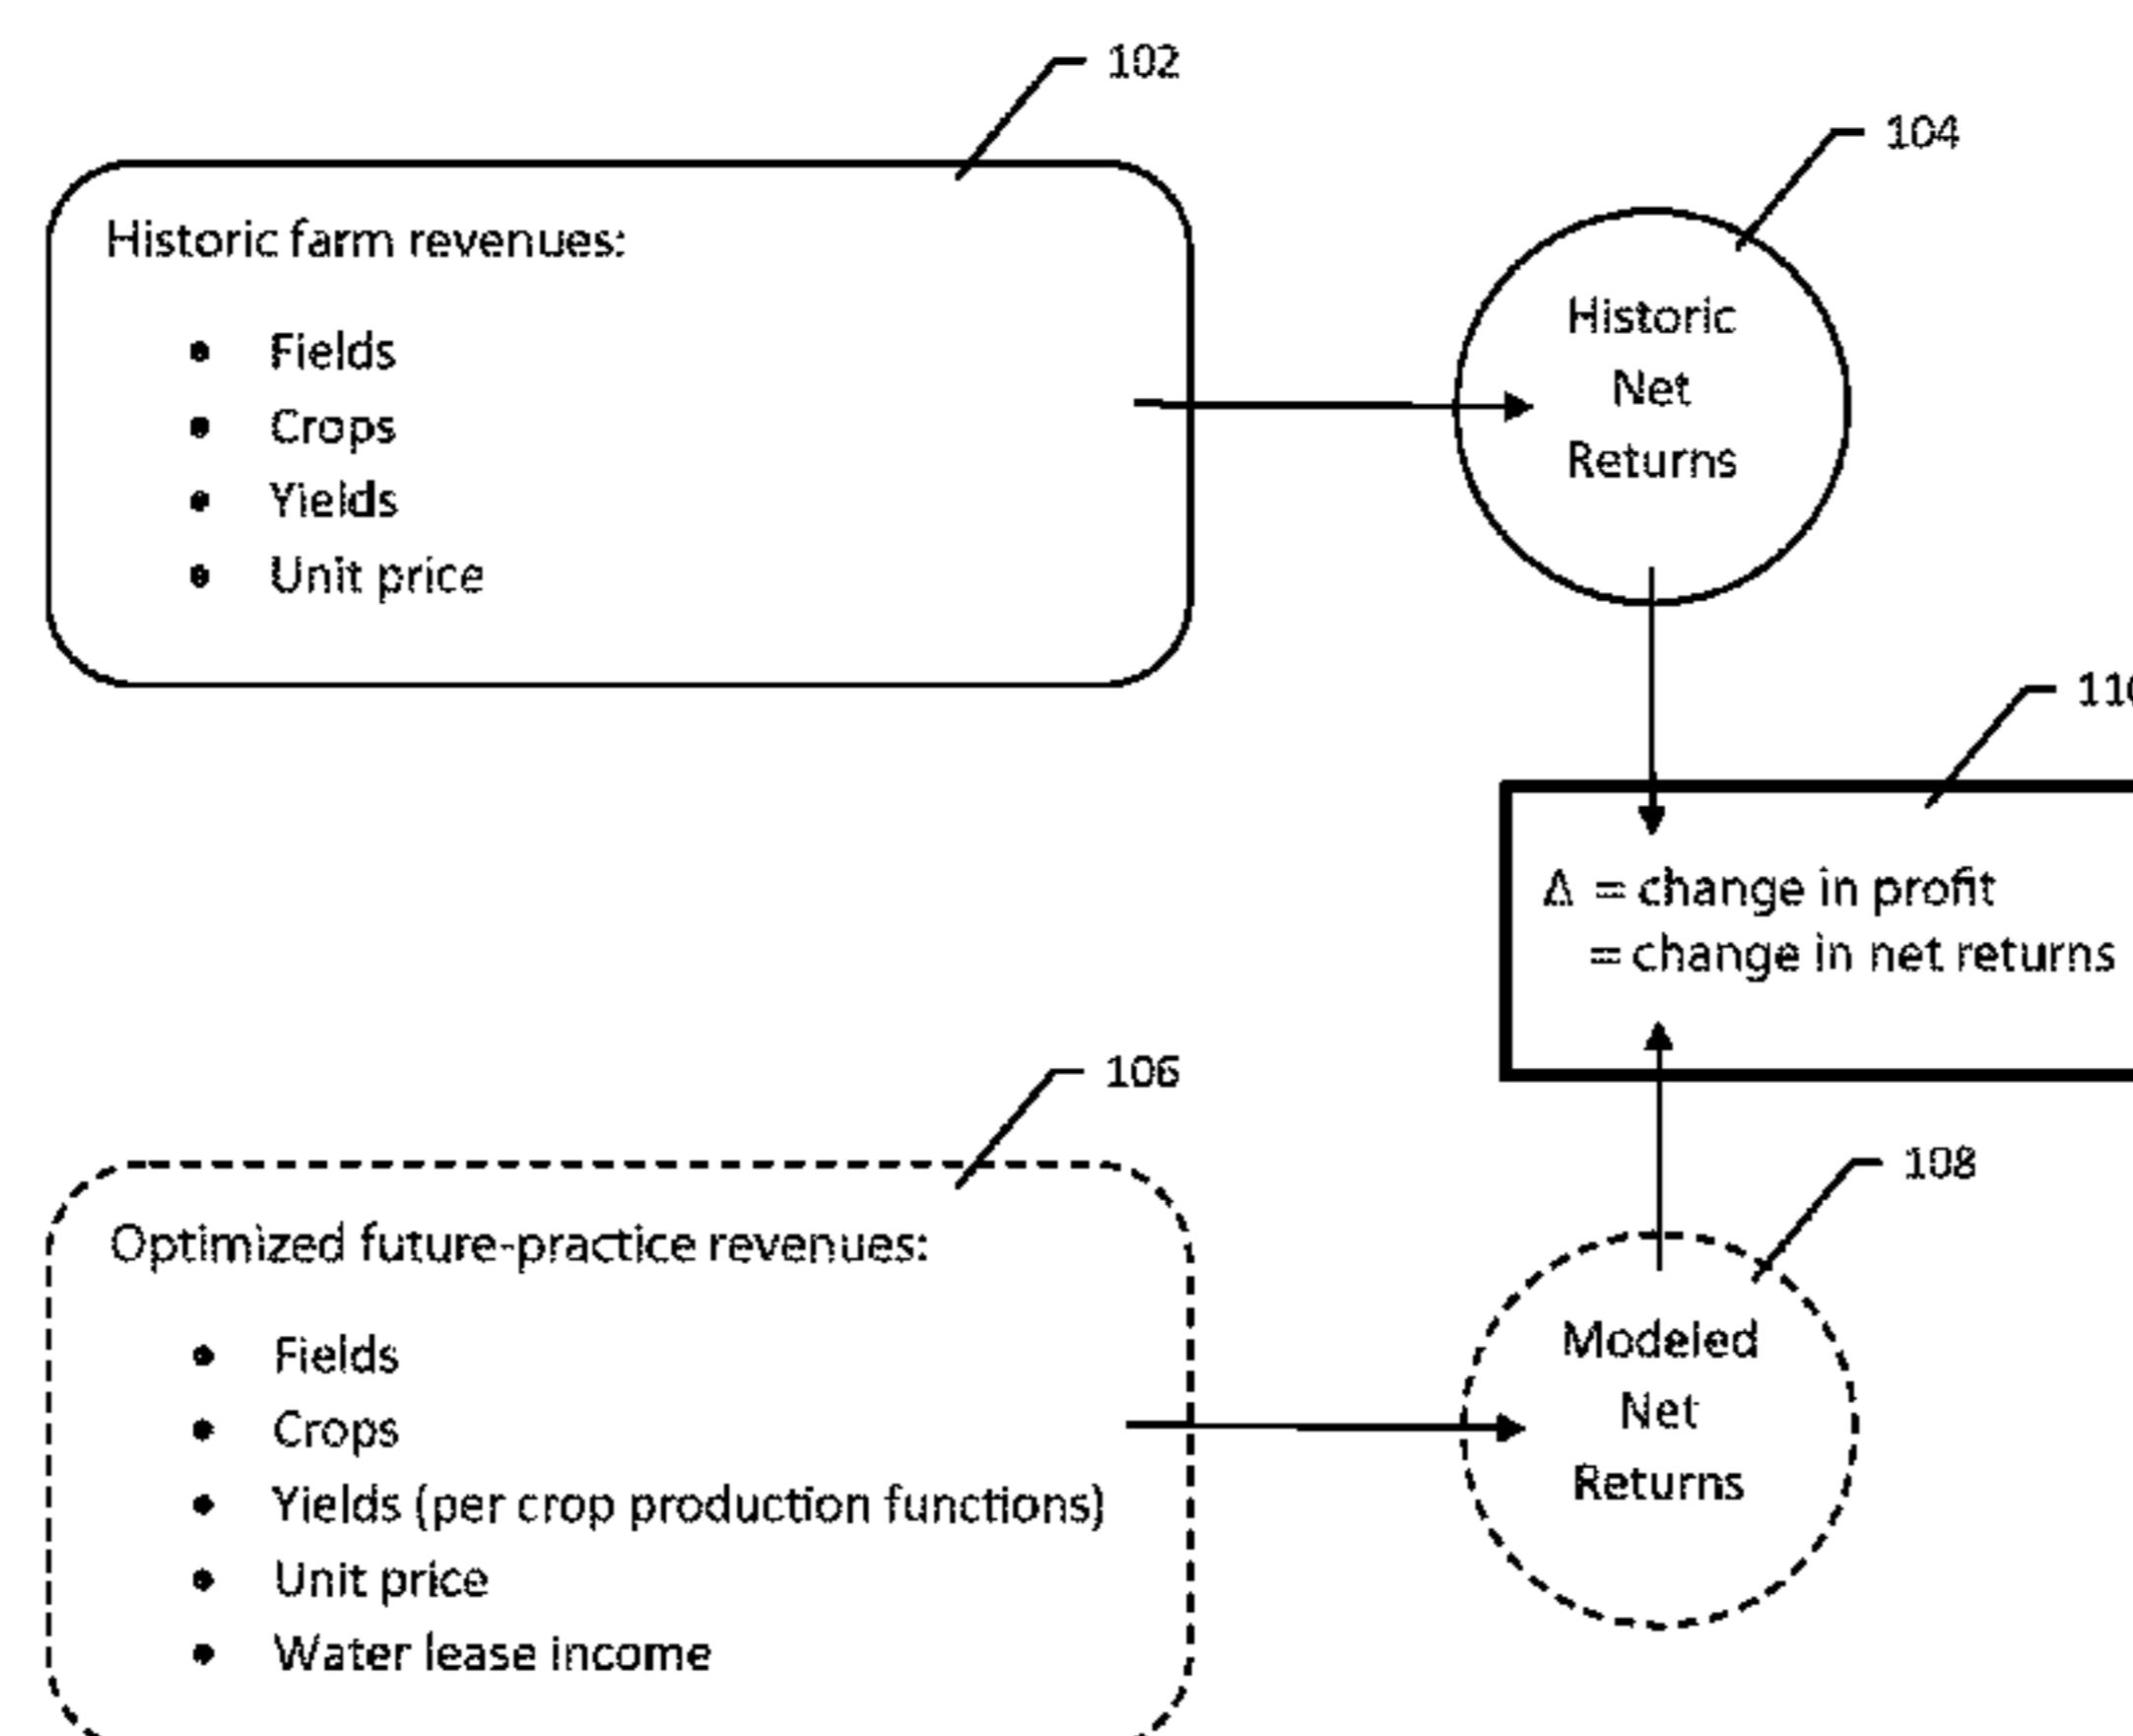 102
104
Historic farm revenues:
• Fields
• Crops
• Yields
• Unit price
Historic
Net
Returns
110
Δ = change in profit
= change in net returns
106
108
Optimized future-practice revenues:
• Fields
• Crops
• Yields (per crop production functions)
• Unit price
• Water lease income
Modeled
Net
Returns